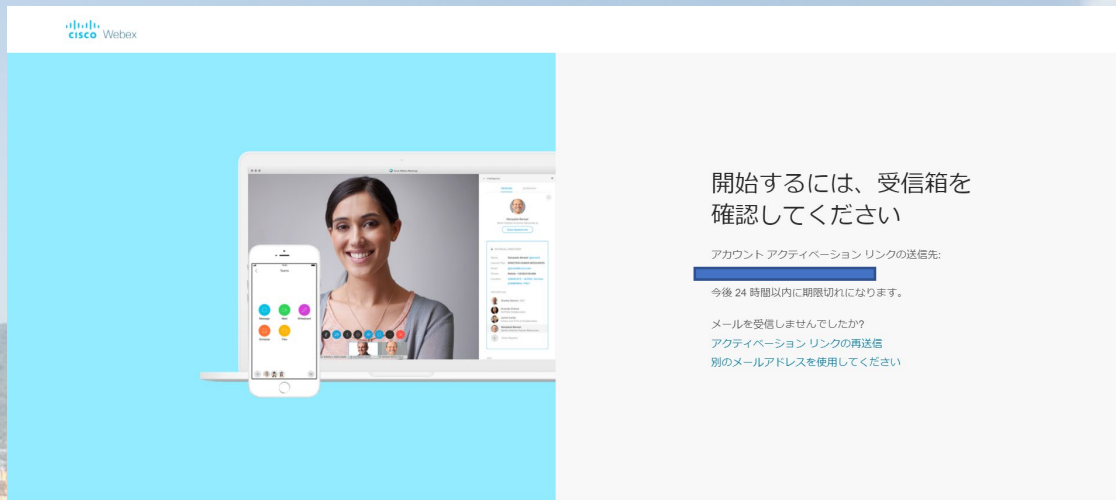 CISCO Webex
開始するには、受信箱を
確認してください
アカウント アクティベーション リンクの送信先:
今後 24 時間以内に期限切れになります。
メールを受信しませんでしたか?
アクティベーション リンクの再送信
別のメールアドレスを使用してください
Teams